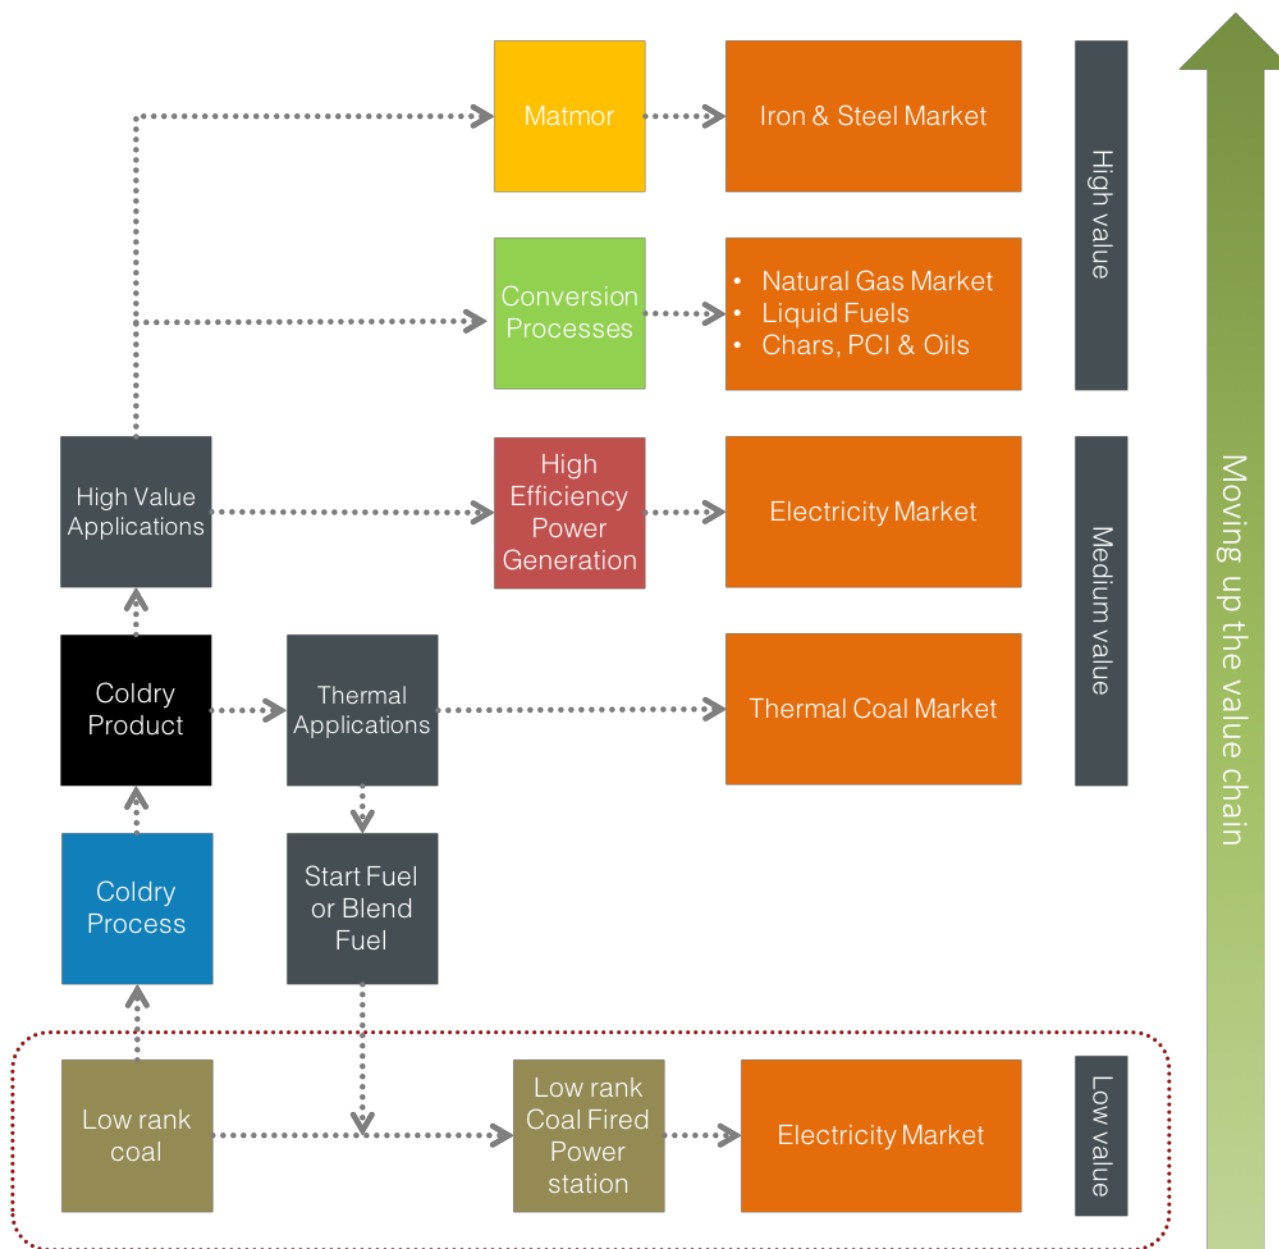 Matmor
Iron & Steel Market
High value
Conversion
Processes
• Natural Gas Market
• Liquid Fuels
• Chars, PCI & Oils
High Value
Applications
High
Efficiency
Power
Generation
Electricity Market
Medium value
Moving up the value chain
Coldry
Product
Thermal
Applications
Thermal Coal Market
Coldry
Process
Start Fuel
or Blend
Fuel
Low rank
coal
Low rank
Coal Fired
Power
station
Electricity Market
Low value